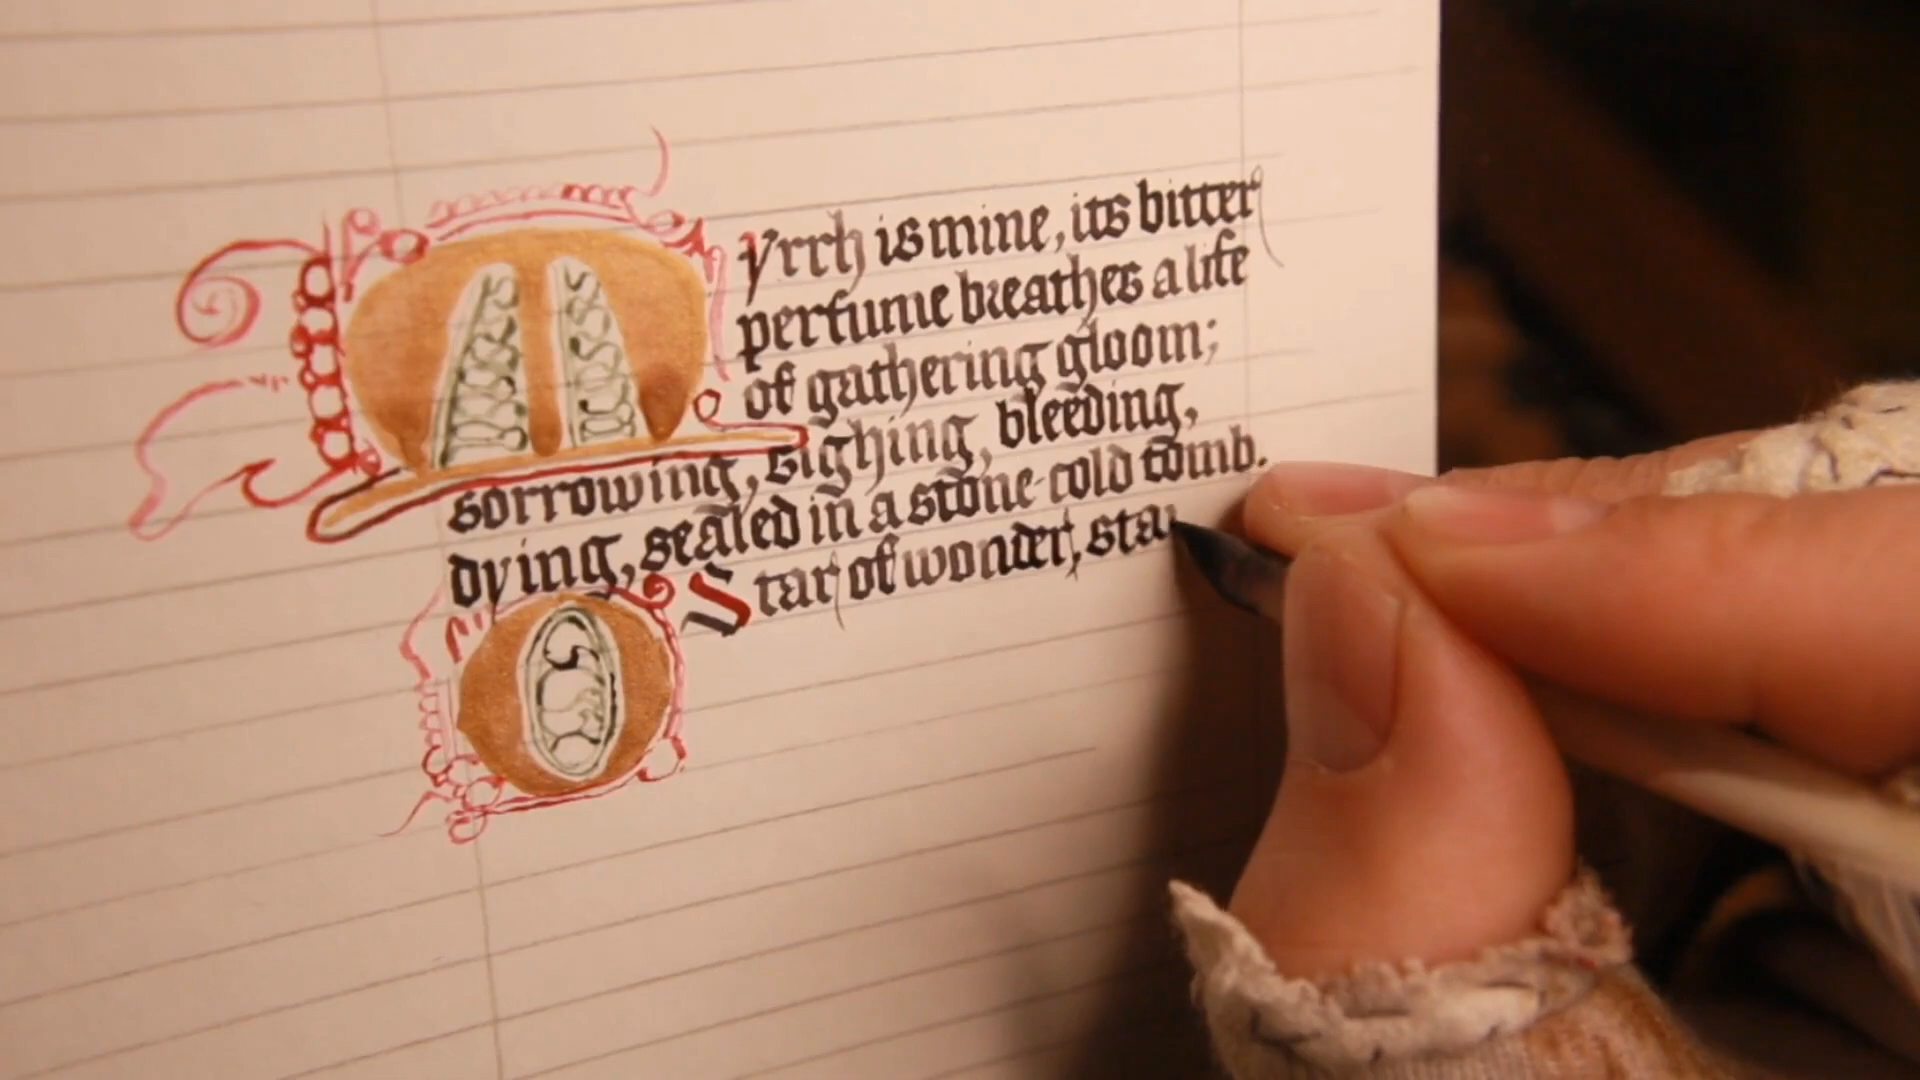 Myrrh is mine, its bitter
perfume breathes a life
of gathering gloom;
sorrowing, sighing, bleeding,
dying, sealed in a stone-cold tomb.
O Star of wonder, sta